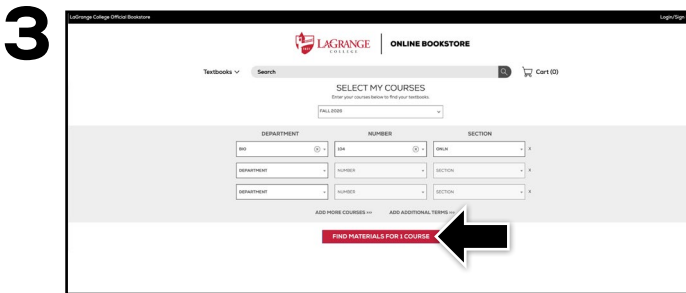 3
LaGrange College Official Bookstore
Login/Sign
LAGRANGE
COLLEGE
ONLINE BOOKSTORE
Textbooks
Search
Cart (0)
SELECT MY COURSES
Enter your courses below to find your textbooks
FALL 2025
DEPARTMENT NUMBER SECTION
BIO 104 ONLN X
DEPARTMENT NUMBER SECTION X
DEPARTMENT NUMBER SECTION X
ADD MORE COURSES ADD ADDITIONAL TERMS
FIND MATERIALS FOR 1 COURSE